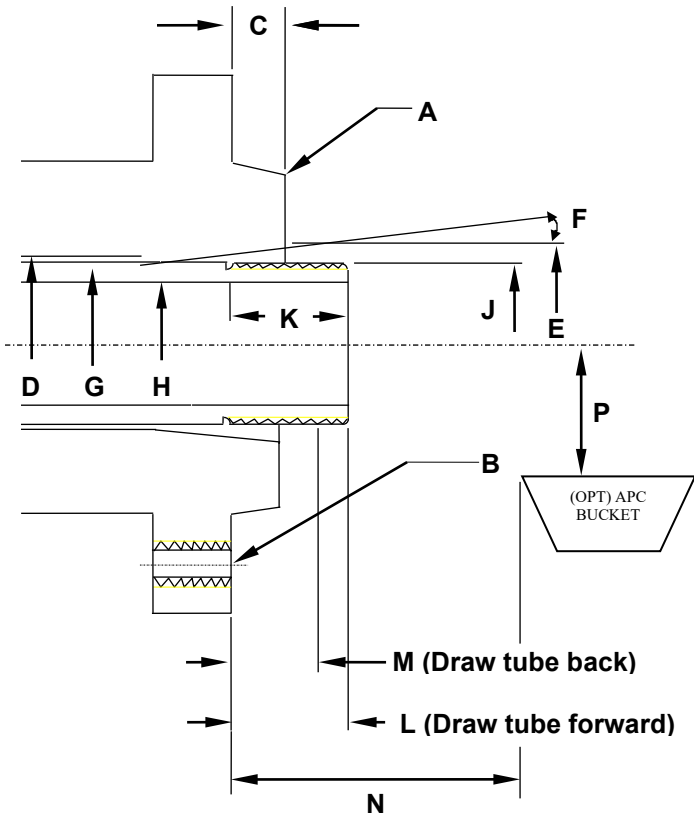 C
A
F
K
J
E
D
G
H
P
B
(OPT) APC
BUCKET
M (Draw tube back)
L (Draw tube forward)
N